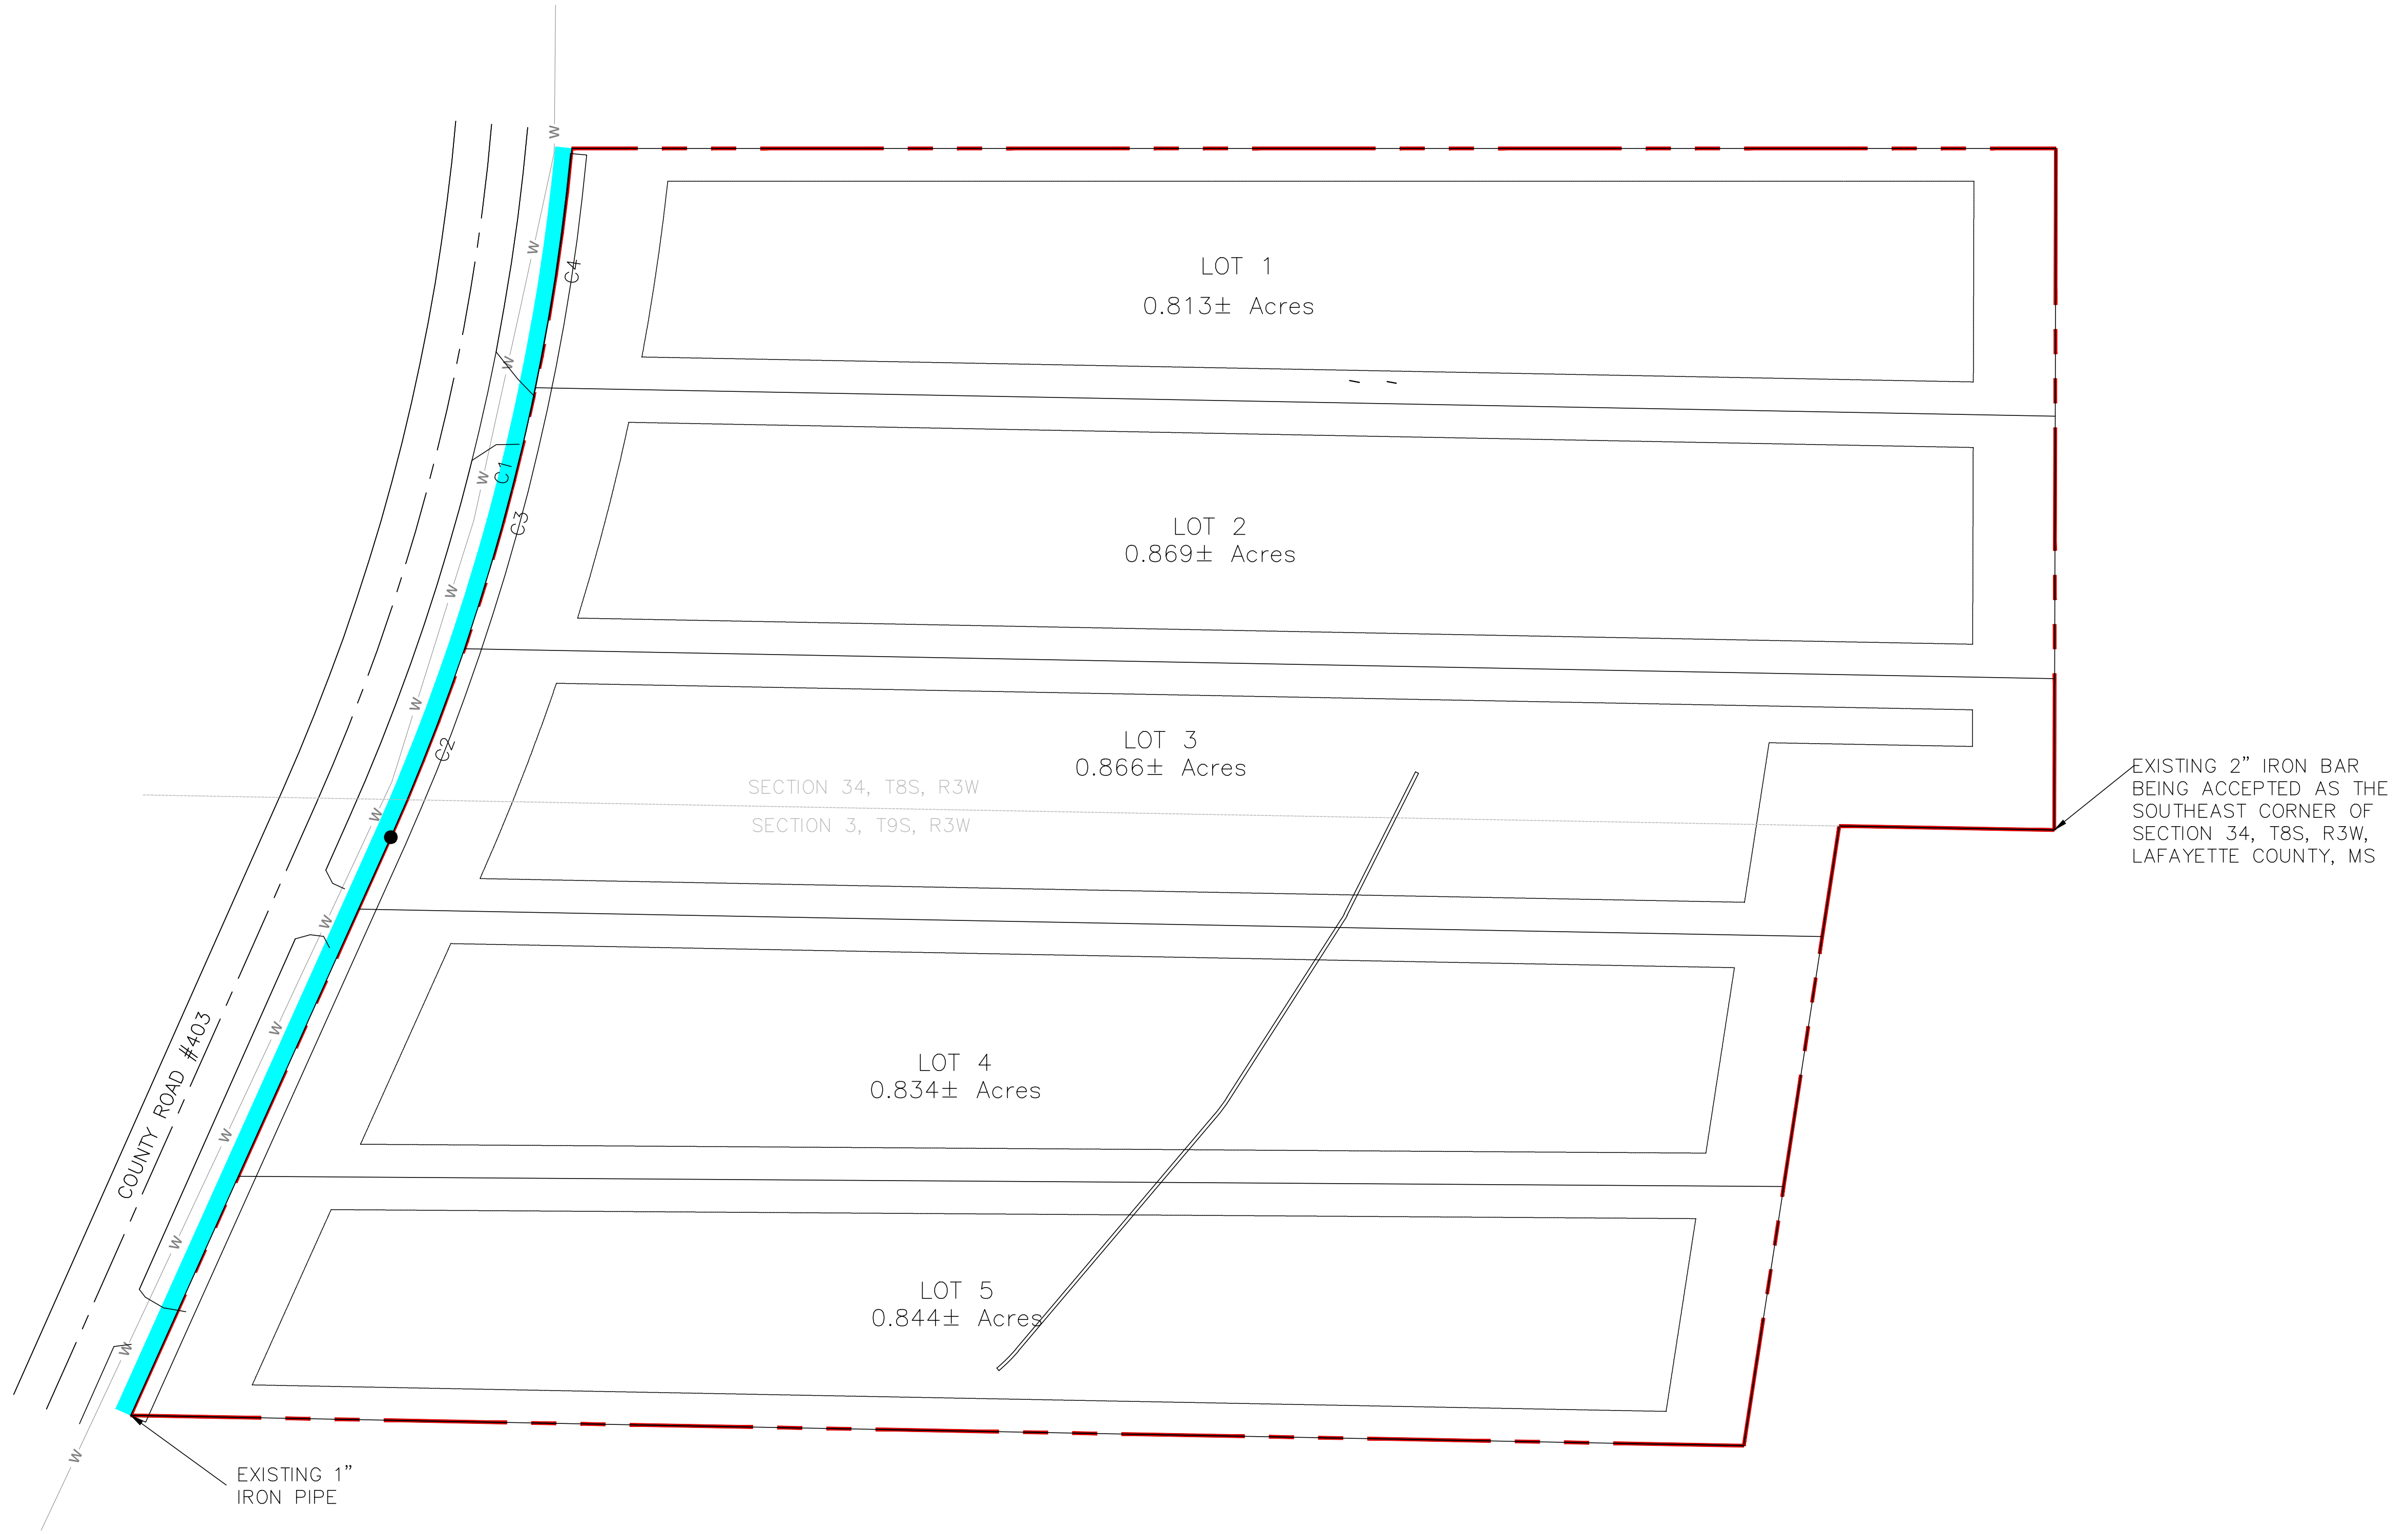 W
W
C4
LOT 1
0.813± Acres
W
C1
W
C3
LOT 2
0.869± Acres
W
W
C2
LOT 3
0.866± Acres
SECTION 34, T8S, R3W
SECTION 3, T9S, R3W
EXISTING 2" IRON BAR
BEING ACCEPTED AS THE
SOUTHEAST CORNER OF
SECTION 34, T8S, R3W,
LAFAYETTE COUNTY, MS
W
W
W
COUNTY ROAD #403
LOT 4
0.834± Acres
W
W
LOT 5
0.844± Acres
W
W
EXISTING 1"
IRON PIPE